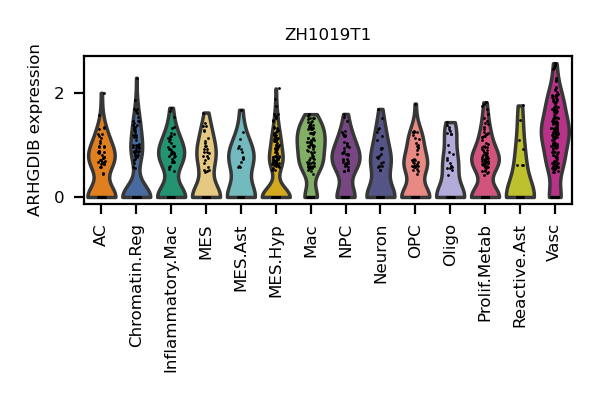 ZH1019T1
ARHGDIB expression
2
0
AC
Chromatin.Reg
Inflammatory.Mac
MES
MES.Ast
MES.Hyp
Mac
NPC
Neuron
OPC
Oligo
Prolif.Metab
Reactive.Ast
Vasc